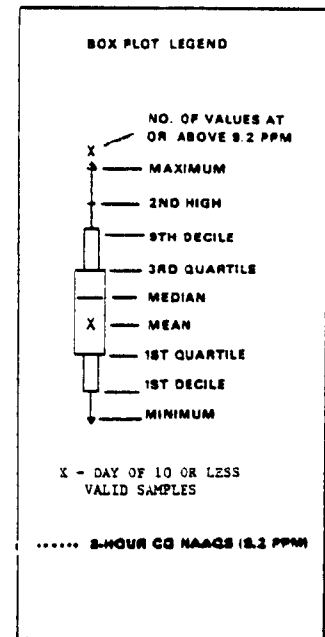 BOX PLOT LEGEND
NO. OF VALUES AT
X OR ABOVE 9.2 PPM
MAXIMUM
2ND HIGH
9TH DECILE
3RD QUARTILE
MEDIAN
X MEAN
1ST QUARTILE
1ST DECILE
MINIMUM
X - DAY OF 10 OR LESS
VALID SAMPLES
...... 8-HOUR CO NAAQS (9.2 PPM)